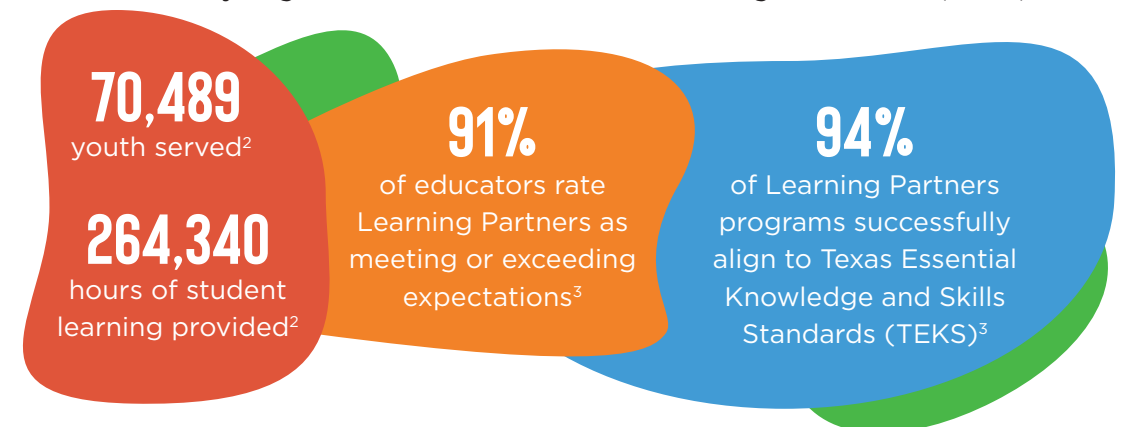 70,489
youth served2
264,340
hours of student
learning provided2
91%
of educators rate
Learning Partners as
meeting or exceeding
expectations3
94%
of Learning Partners
programs successfully
align to Texas Essential
Knowledge and Skills
Standards (TEKS)3